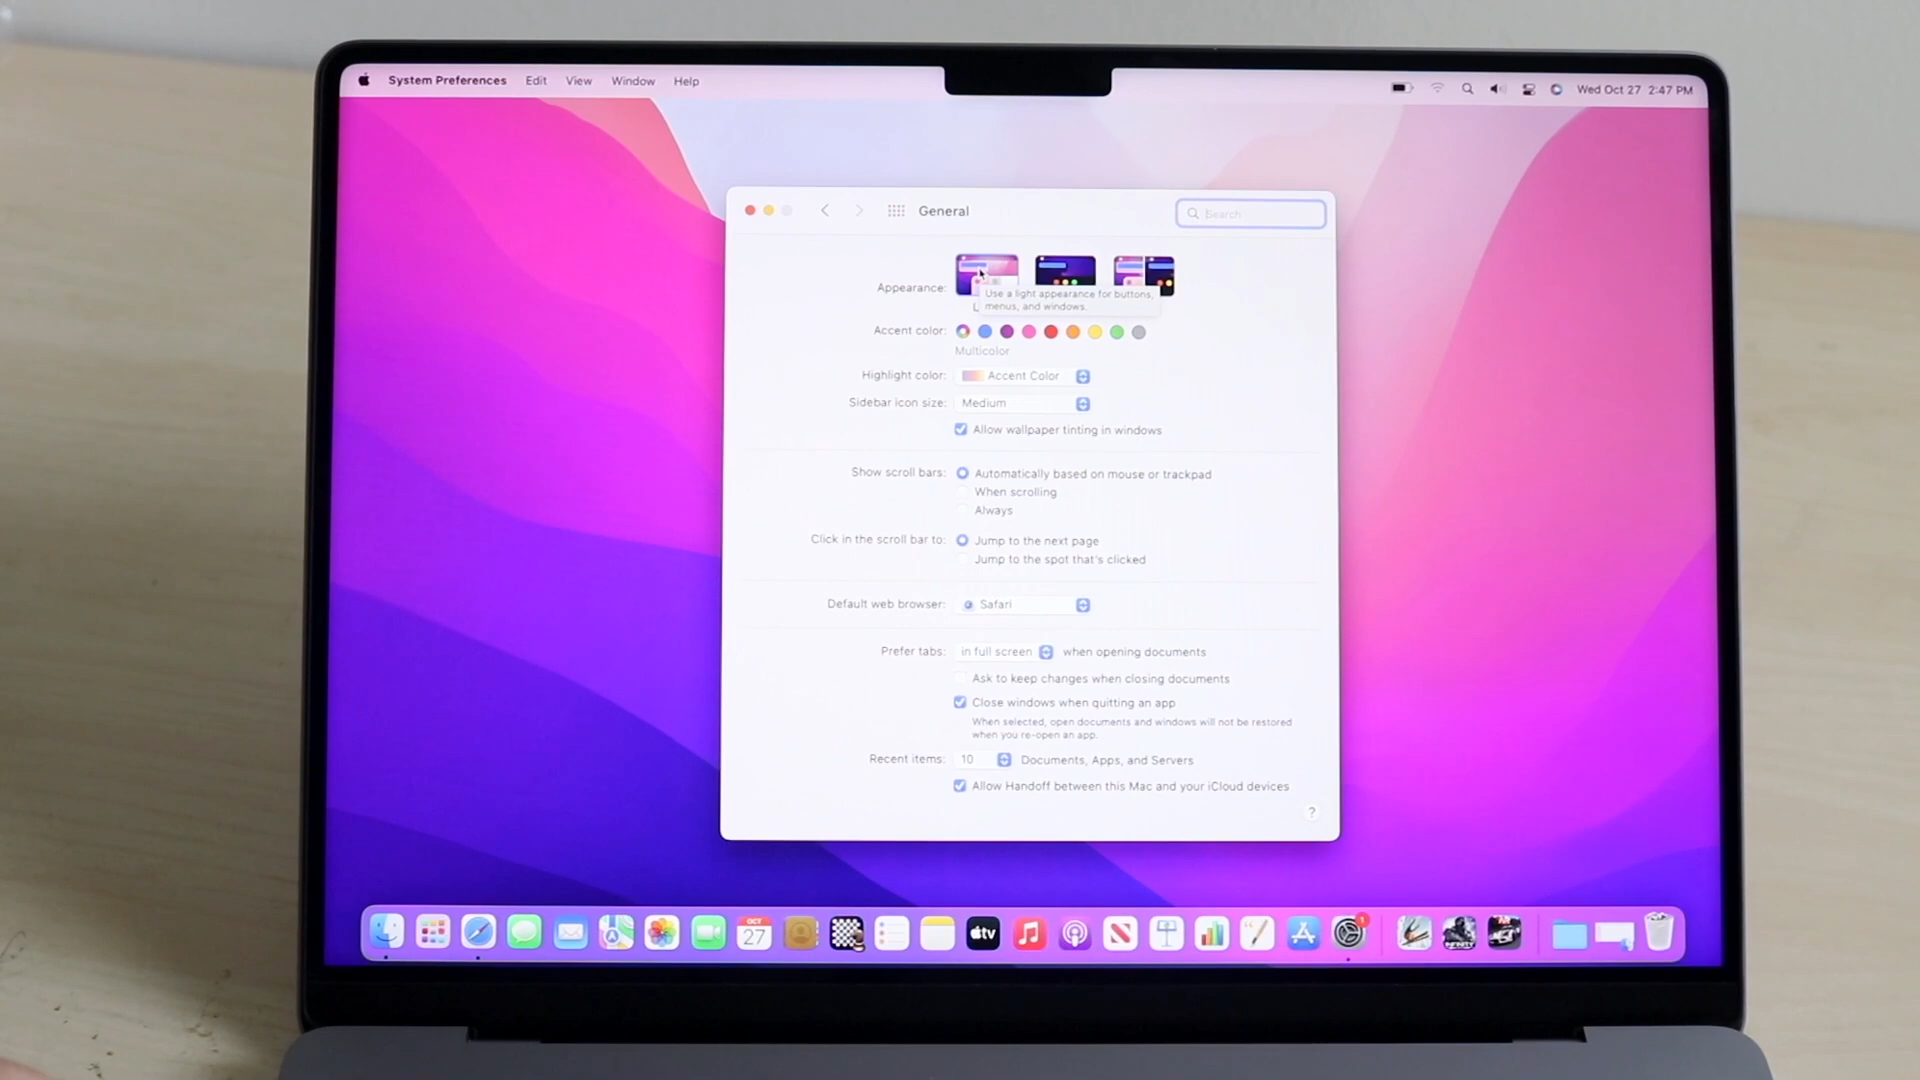 System Preferences Edit View Window Help
Wed Oct 27 2:47 PM
General
Search
Appearance:
Use a light appearance for buttons,
menus, and windows.
Accent color:
Multicolor
Highlight color: Accent Color
Sidebar icon size: Medium
Allow wallpaper tinting in windows
Show scroll bars: Automatically based on mouse or trackpad
When scrolling
Always
Click in the scroll bar to: Jump to the next page
Jump to the spot that's clicked
Default web browser: Safari
Prefer tabs: in full screen when opening documents
Ask to keep changes when closing documents
Close windows when quitting an app
When selected, open documents and windows will not be restored
when you re-open an app.
Recent items: 10 Documents, Apps, and Servers
Allow Handoff between this Mac and your iCloud devices
?
OCT
27
tv
1
INFINITY